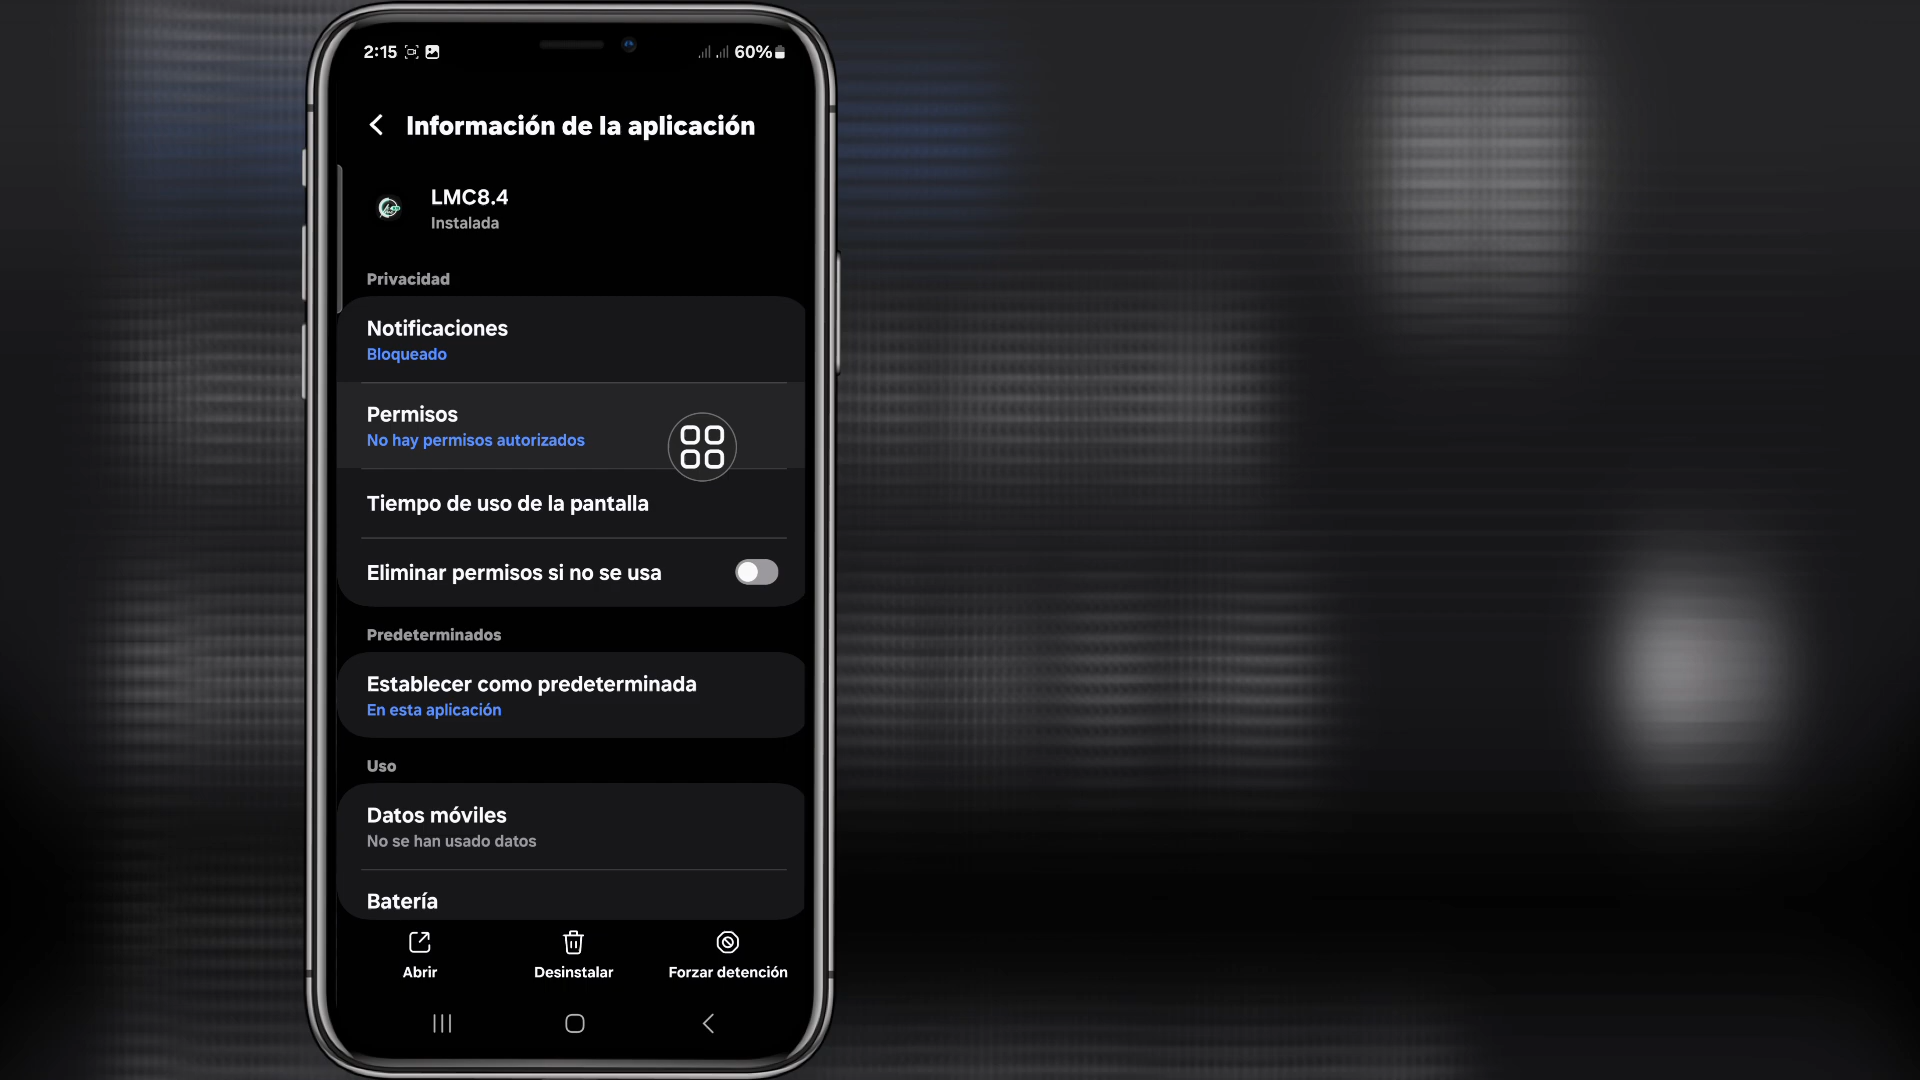 2:15
60%
Información de la aplicación
LMC8.4
Instalada
Privacidad
Notificaciones
Bloqueado
Permisos
No hay permisos autorizados
Tiempo de uso de la pantalla
Eliminar permisos si no se usa
Predeterminados
Establecer como predeterminada
En esta aplicación
Uso
Datos móviles
No se han usado datos
Batería
Abrir
Desinstalar
Forzar detención